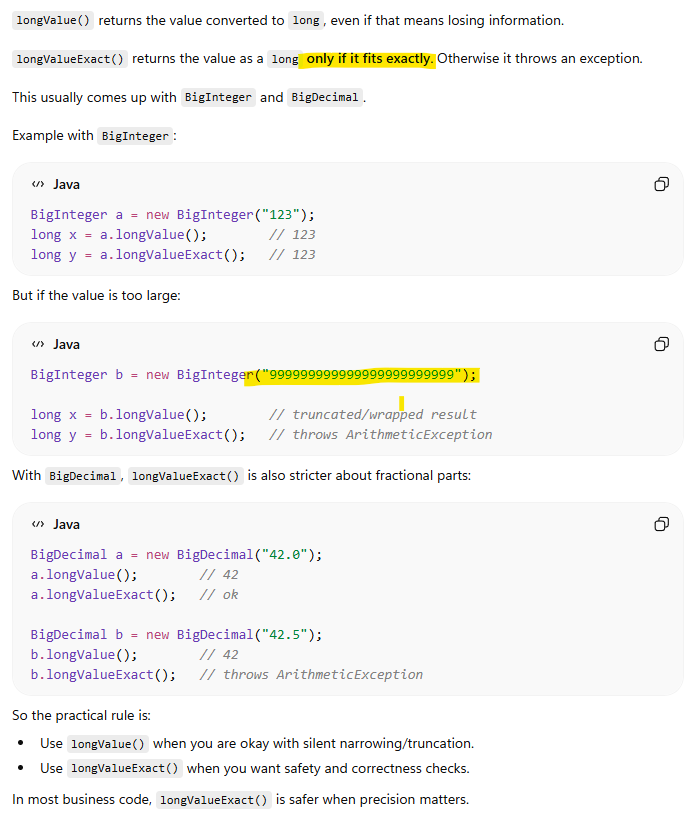 longValue() returns the value converted to long, even if that means losing information.
longValueExact() returns the value as a long only if it fits exactly. Otherwise it throws an exception.
This usually comes up with BigInteger and BigDecimal.
Example with BigInteger:
</> Java
BigInteger a = new BigInteger("123");
long x = a.longValue();        // 123
long y = a.longValueExact();   // 123
But if the value is too large:
</> Java
BigInteger b = new BigInteger("999999999999999999999999");
long x = b.longValue();        // truncated/wrapped result
long y = b.longValueExact();   // throws ArithmeticException
With BigDecimal, longValueExact() is also stricter about fractional parts:
</> Java
BigDecimal a = new BigDecimal("42.0");
a.longValue();        // 42
a.longValueExact();   // ok
BigDecimal b = new BigDecimal("42.5");
b.longValue();        // 42
b.longValueExact();   // throws ArithmeticException
So the practical rule is:
• Use longValue() when you are okay with silent narrowing/truncation.
• Use longValueExact() when you want safety and correctness checks.
In most business code, longValueExact() is safer when precision matters.